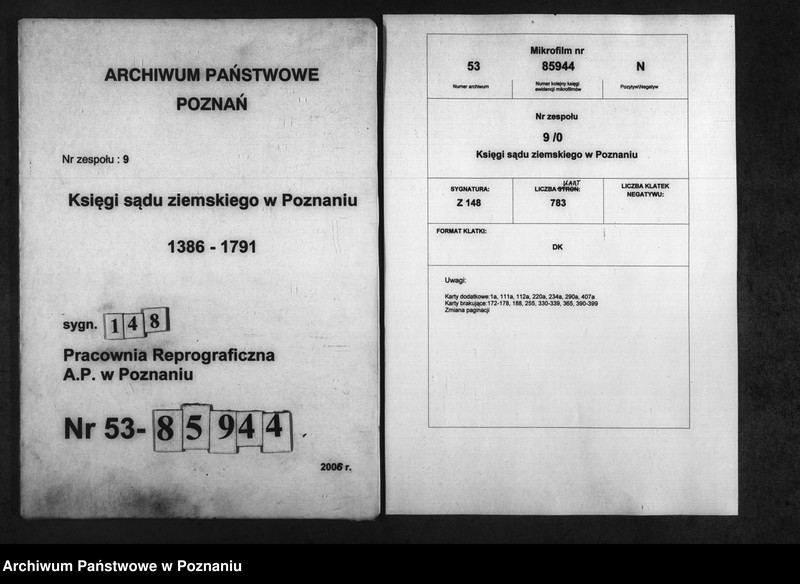 ARCHIWUM PAŃSTWOWE
POZNAŃ
Nr zespołu : 9
Księgi sądu ziemskiego w Poznaniu
1386 - 1791
sygn. 148
Pracownia Reprograficzna
A.P. w Poznaniu
Nr 53-85944
2006 r.
Mikrofilm nr
53 85944 N
Numer archiwum Numer kolejny księgi ewidencji mikrofilmów Pozytyw\Negatyw
Nr zespołu
9 /0
Księgi sądu ziemskiego w Poznaniu
KART
SYGNATURA: LICZBA STRON: LICZBA KLATEK
NEGATYWU:
Z 148 783
FORMAT KLATKI:
DK
Uwagi:
Karty dodatkowe:1a, 111a, 112a, 220a, 234a, 290a, 407a
Karty brakujące:172-178, 188, 255, 330-339, 365, 390-399
Zmiana paginacji
Archiwum Państwowe w Poznaniu